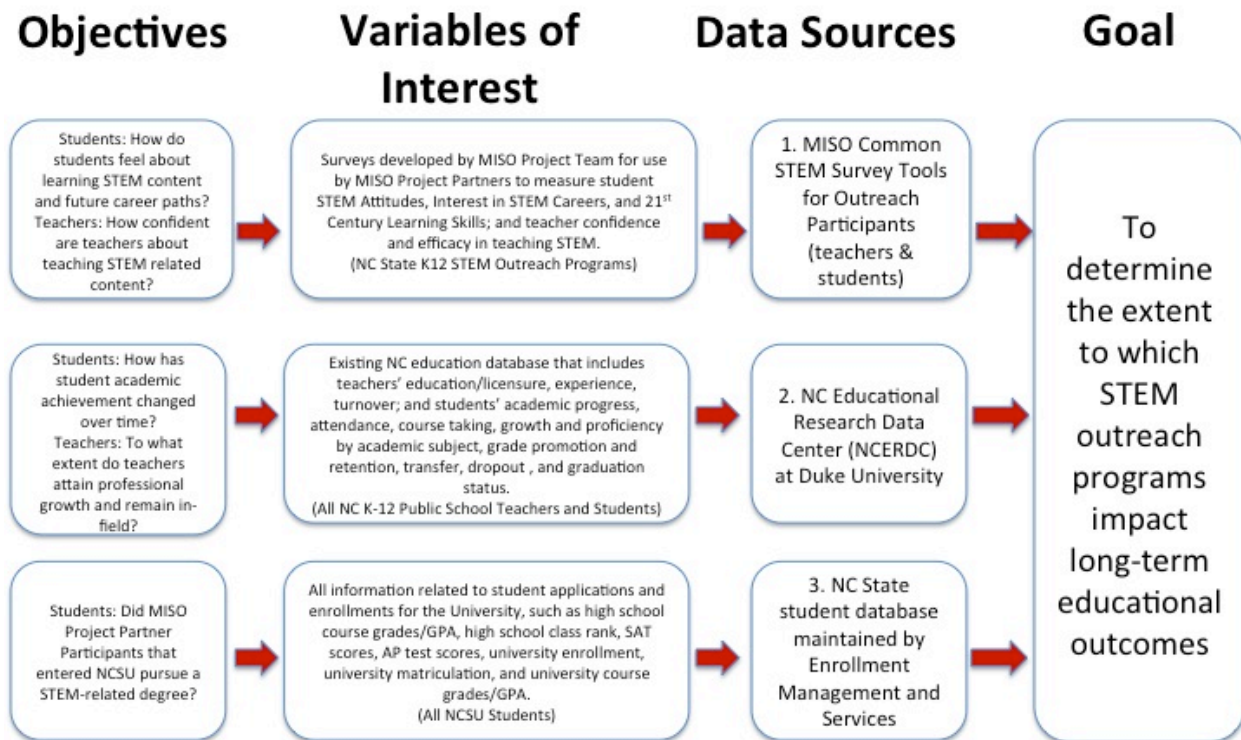 Objectives
Variables of
Interest
Data Sources
Goal
Students: How do
students feel about
learning STEM content
and future career paths?
Teachers: How confident
are teachers about
teaching STEM related
content?
Surveys developed by MISO Project Team for use
by MISO Project Partners to measure student
STEM Attitudes, Interest in STEM Careers, and 21st
Century Learning Skills; and teacher confidence
and efficacy in teaching STEM.
(NC State K12 STEM Outreach Programs)
1. MISO Common
STEM Survey Tools
for Outreach
Participants
(teachers &
students)
Students: How has
student academic
achievement changed
over time?
Teachers: To what
extent do teachers
attain professional
growth and remain in-
field?
Existing NC education database that includes
teachers' education/licensure, experience,
turnover; and students' academic progress,
attendance, course taking, growth and proficiency
by academic subject, grade promotion and
retention, transfer, dropout , and graduation
status.
(All NC K-12 Public School Teachers and Students)
2. NC Educational
Research Data
Center (NCERDC)
at Duke University
Students: Did MISO
Project Partner
Participants that
entered NCSU pursue a
STEM-related degree?
All information related to student applications and
enrollments for the University, such as high school
course grades/GPA, high school class rank, SAT
scores, AP test scores, university enrollment,
university matriculation, and university course
grades/GPA.
(All NCSU Students)
3. NC State
student database
maintained by
Enrollment
Management and
Services
To
determine
the extent
to which
STEM
outreach
programs
impact
long-term
educational
outcomes